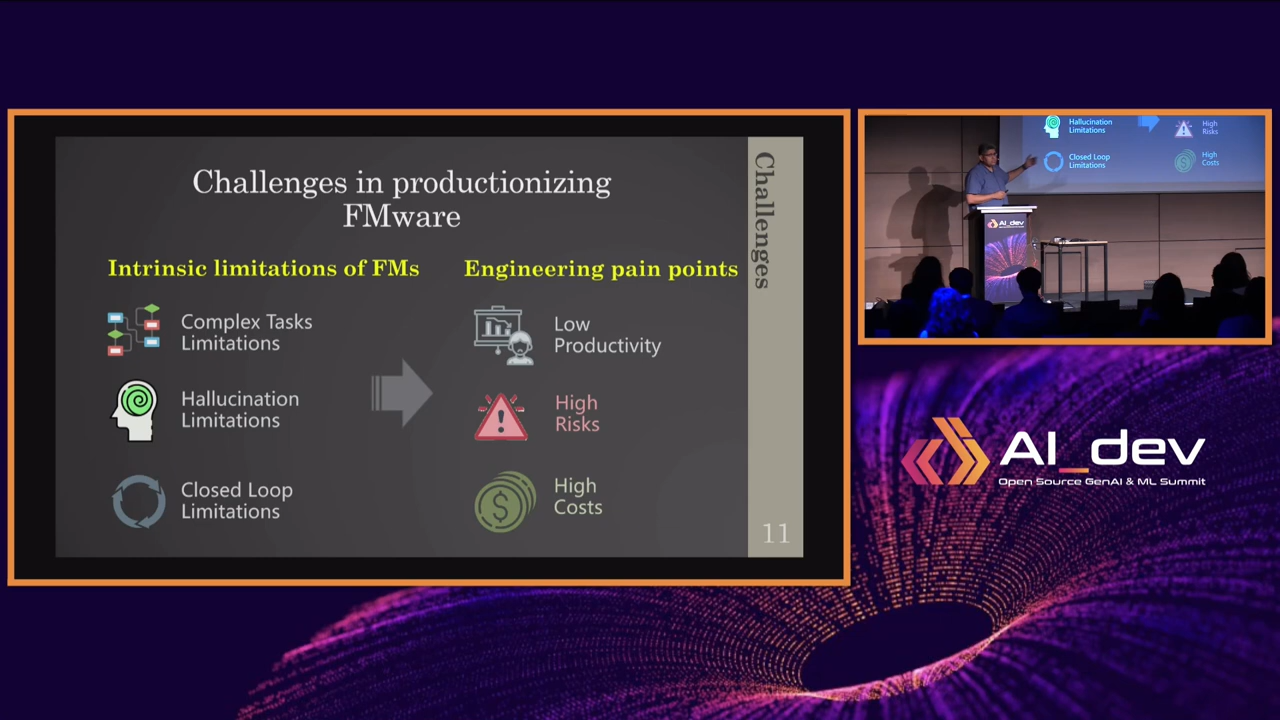 Challenges in productionizing
FMware
Intrinsic limitations of FMs
Engineering pain points
Complex Tasks
Limitations
Low
Productivity
Hallucination
Limitations
High
Risks
Closed Loop
Limitations
High
Costs
Challenges
11
Hallucination
Limitations
High
Risks
Closed Loop
Limitations
High
Costs
AI_dev
AI_dev
Open Source GenAI & ML Summit